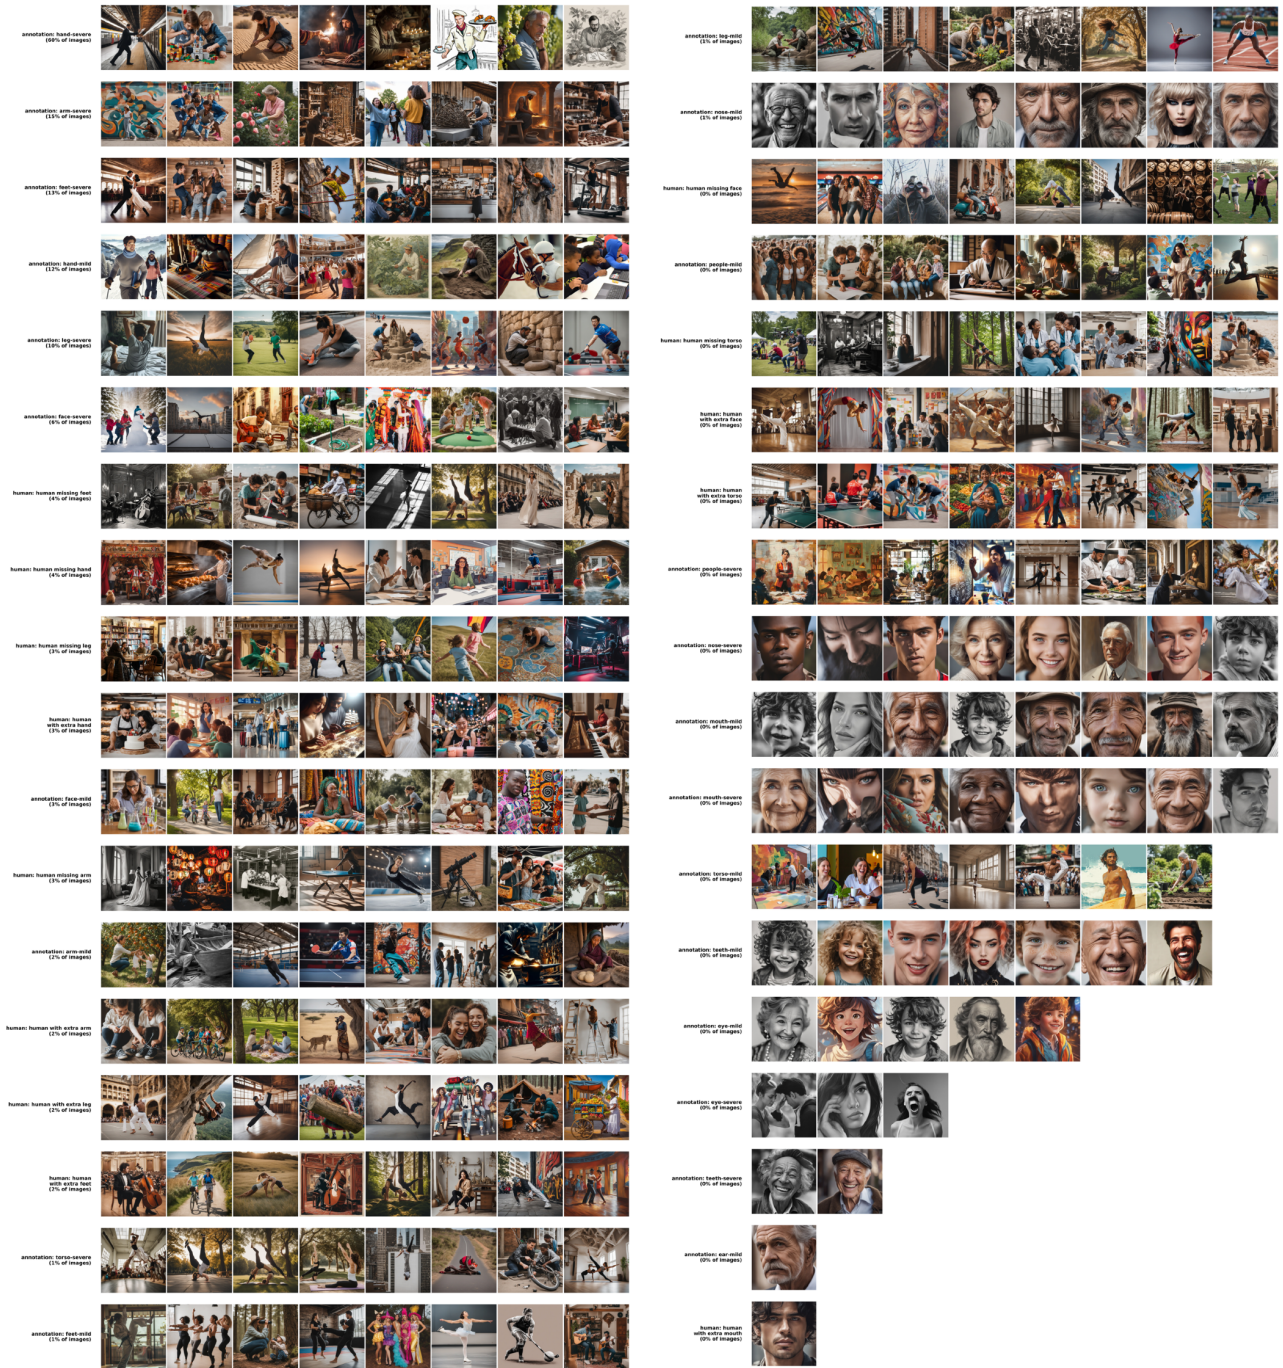 annotation: hand-severe
(60% of images)
annotation: arm-severe
(15% of images)
annotation: feet-severe
(13% of images)
annotation: hand-mild
(12% of images)
annotation: leg-severe
(10% of images)
annotation: face-severe
(6% of images)
human: human missing feet
(4% of images)
human: human missing hand
(4% of images)
human: human missing leg
(3% of images)
human: human
with extra hand
(3% of images)
annotation: face-mild
(3% of images)
human: human missing arm
(3% of images)
annotation: arm-mild
(2% of images)
human: human with extra arm
(2% of images)
human: human with extra leg
(2% of images)
human: human
with extra feet
(2% of images)
annotation: torso-severe
(1% of images)
annotation: feet-mild
(1% of images)
annotation: leg-mild
(1% of images)
annotation: nose-mild
(1% of images)
human: human missing face
(0% of images)
annotation: people-mild
(0% of images)
human: human missing torso
(0% of images)
human: human
with extra face
(0% of images)
human: human
with extra torso
(0% of images)
annotation: people-severe
(0% of images)
annotation: nose-severe
(0% of images)
annotation: mouth-mild
(0% of images)
annotation: mouth-severe
(0% of images)
annotation: torso-mild
(0% of images)
annotation: teeth-mild
(0% of images)
annotation: eye-mild
(0% of images)
annotation: eye-severe
(0% of images)
annotation: teeth-severe
(0% of images)
annotation: ear-mild
(0% of images)
human: human
with extra mouth
(0% of images)